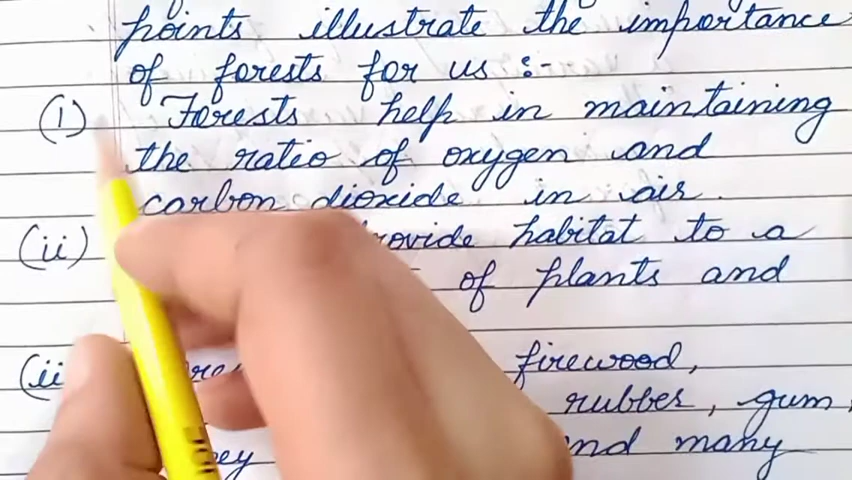 points illustrate the importance
of forests for us :-
(i) Forests help in maintaining
the ratio of oxygen and
carbon dioxide in air.
(ii) provide habitat to a
of plants and
firewood,
rubber, gum,
and many